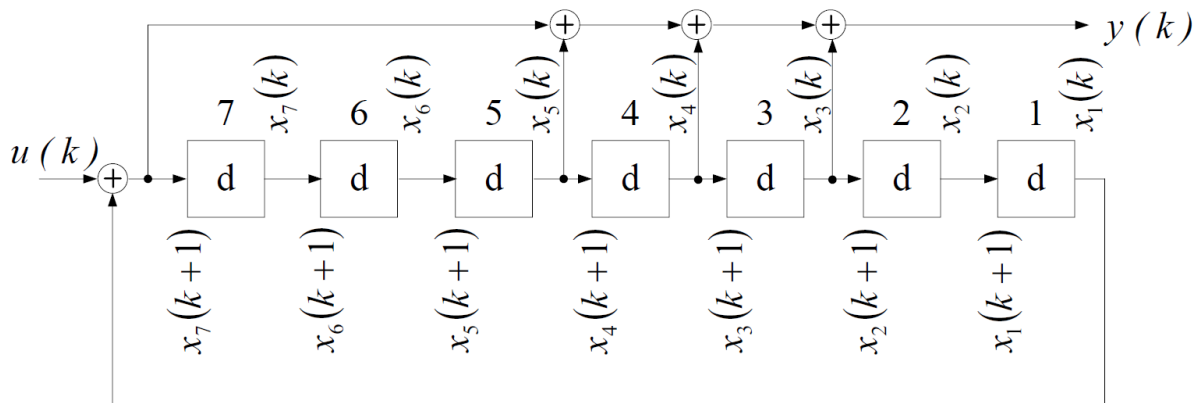 y ( k )
x₇(k)
x₆(k)
x₅(k)
x₄(k)
x₃(k)
x₂(k)
x₁(k)
7 6 5 4 3 2 1
u ( k )
+ + + +
d d d d d d d
x₇(k + 1)
x₆(k + 1)
x₅(k + 1)
x₄(k + 1)
x₃(k + 1)
x₂(k + 1)
x₁(k + 1)